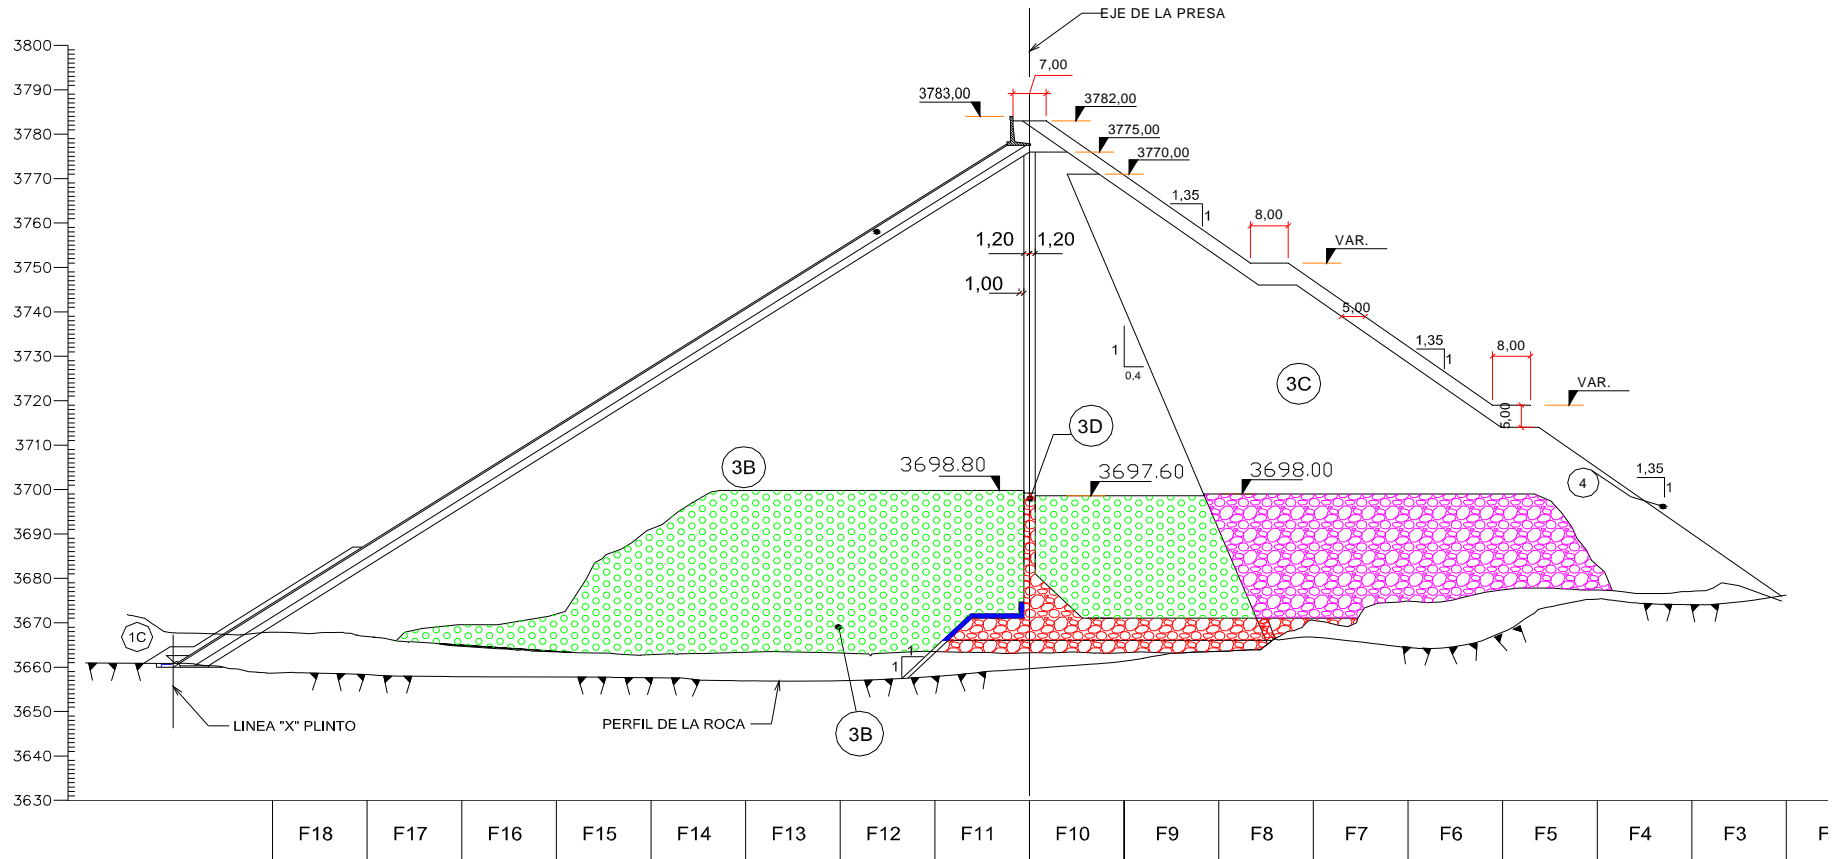 EJE DE LA PRESA
3800
3790
3780
3770
3760
3750
3740
3730
3720
3710
3700
3690
3680
3670
3660
3650
3640
3630
7,00
3783,00
3782,00
3775,00
3770,00
1,35
1
8,00
VAR.
1,20
1,20
1,00
5,00
1
0,4
1,35
1
8,00
VAR.
5,00
3C
3D
3B
3698.80
3697.60
3698.00
4
1,35
1
1C
1
1
LINEA "X" PLINTO
PERFIL DE LA ROCA
3B
F18
F17
F16
F15
F14
F13
F12
F11
F10
F9
F8
F7
F6
F5
F4
F3
F